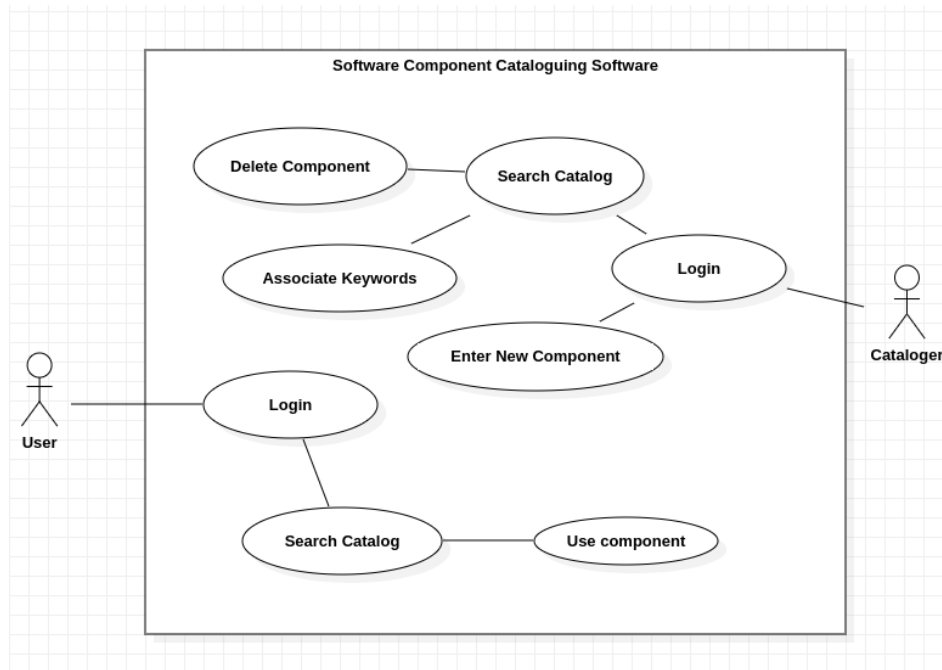 Software Component Cataloguing Software
Delete Component
Search Catalog
Associate Keywords
Login
Enter New Component
Cataloger
Login
User
Search Catalog
Use component